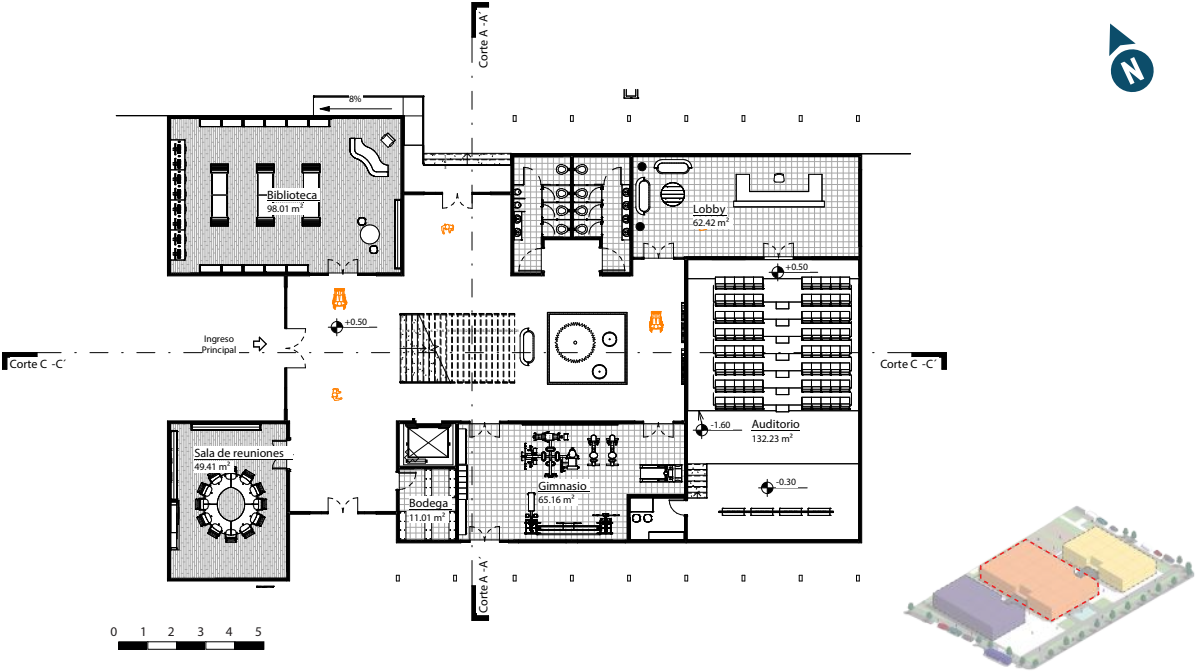 Corte A -A´
N
8%
Biblioteca
98.01 m²
Lobby
62.42 m²
+0.50
+0.50
Ingreso
Principal
Corte C -C´
Corte C -C´
-1.60
Auditorio
132.23 m²
Sala de reuniones
49.41 m²
Gimnasio
65.16 m²
-0.30
Bodega
11.01 m²
Corte A -A´
0 1 2 3 4 5